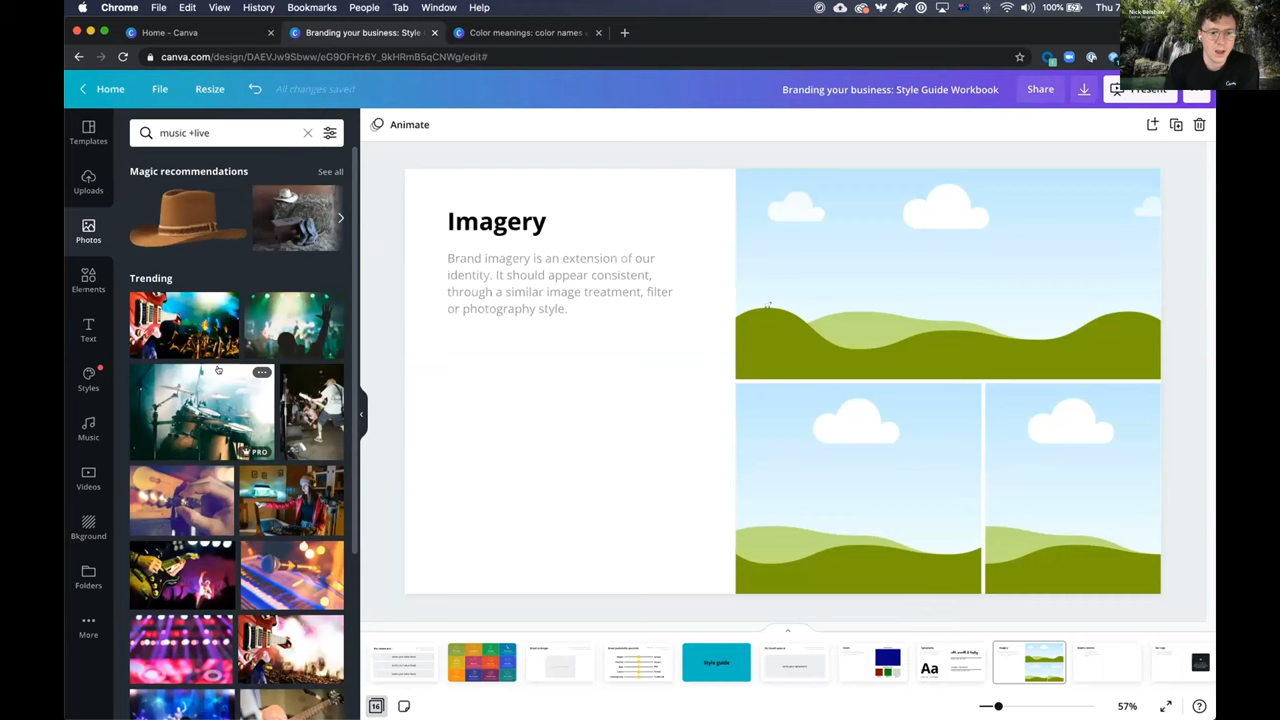 Chrome File Edit View History Bookmarks People Tab Window Help
100% Thu 7
Nick Belshaw
Home - Canva
Branding your business: Style
Color meanings: color names
canva.com/design/DAEVJw9Sbww/eG9OFHz6Y_9kHRmB5qCNWg/edit#
Home File Resize All changes saved
Branding your business: Style Guide Workbook Share Present
Templates
Uploads
Photos
Elements
Text
Styles
Music
Videos
Bkground
Folders
More
music +live
Magic recommendations See all
Trending
PRO
Animate
Imagery
Brand imagery is an extension of our
identity. It should appear consistent,
through a similar image treatment, filter
or photography style.
Style guide
Aa
16
57%